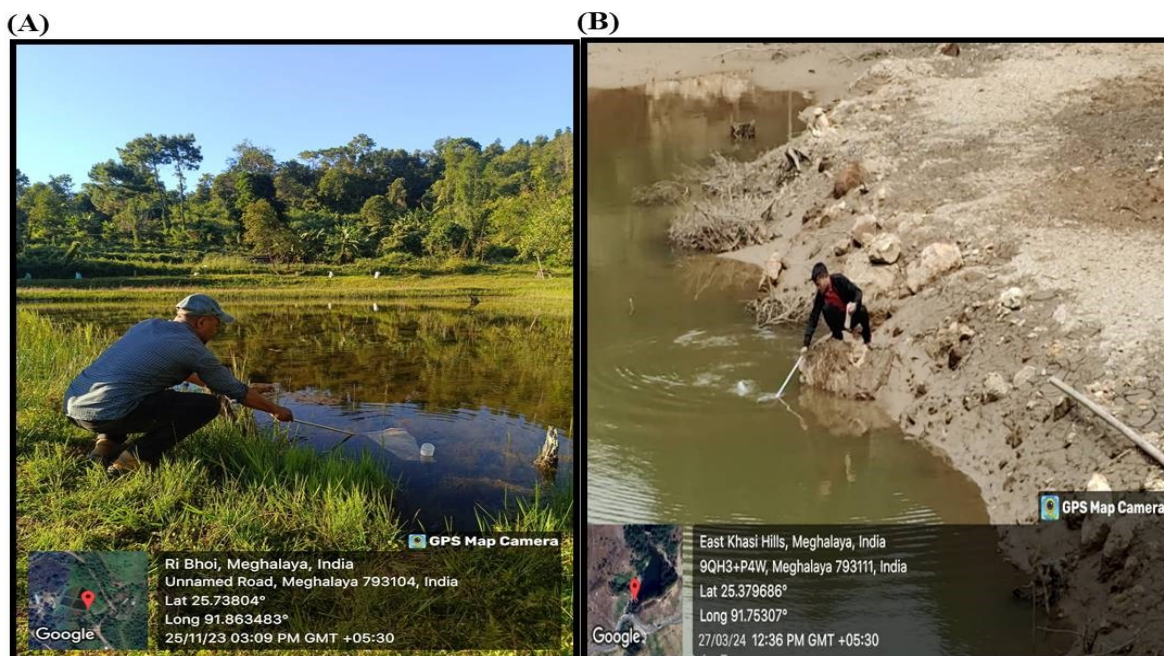 (A)
(B)
GPS Map Camera
Ri Bhoi, Meghalaya, India
Unnamed Road, Meghalaya 793104, India
Lat 25.73804°
Long 91.863483°
25/11/23 03:09 PM GMT +05:30
Google
GPS Map Camera
East Khasi Hills, Meghalaya, India
9QH3+P4W, Meghalaya 793111, India
Lat 25.379686°
Long 91.75307°
27/03/24 12:36 PM GMT +05:30
Google